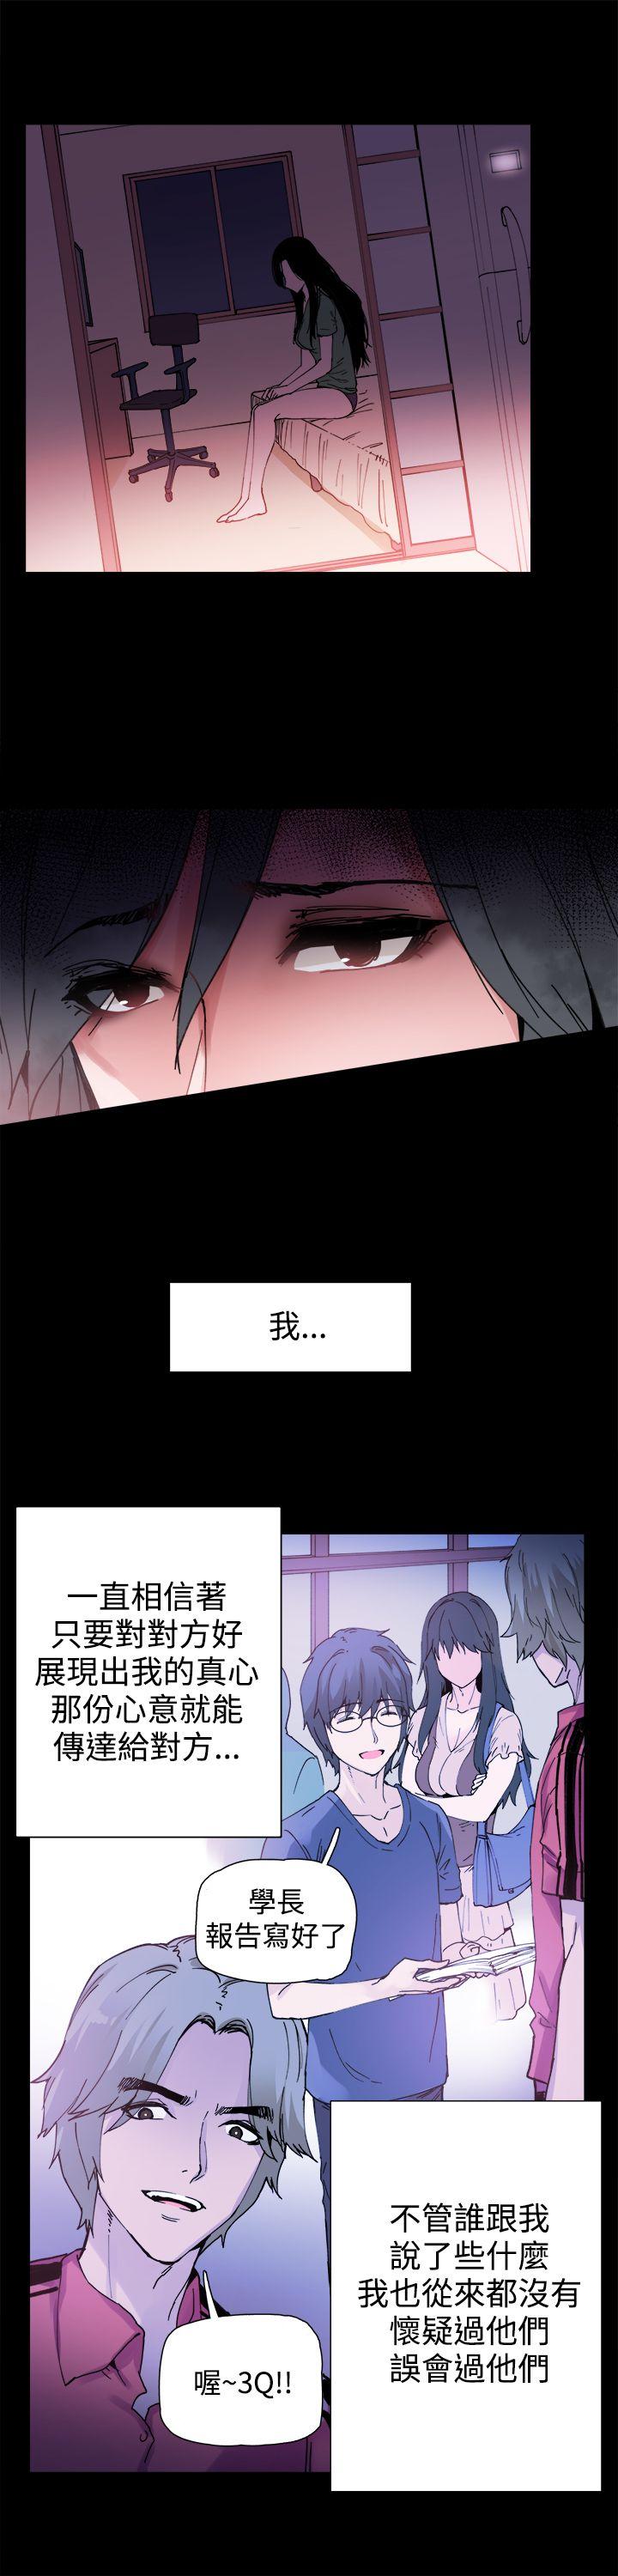 我...
一直相信著
只要對對方好
展現出我的真心
那份心意就能
傳達給對方...
學長
報告寫好了
不管誰跟我
說了些什麼
我也從來都沒有
懷疑過他們
誤會過他們
喔~3Q!!